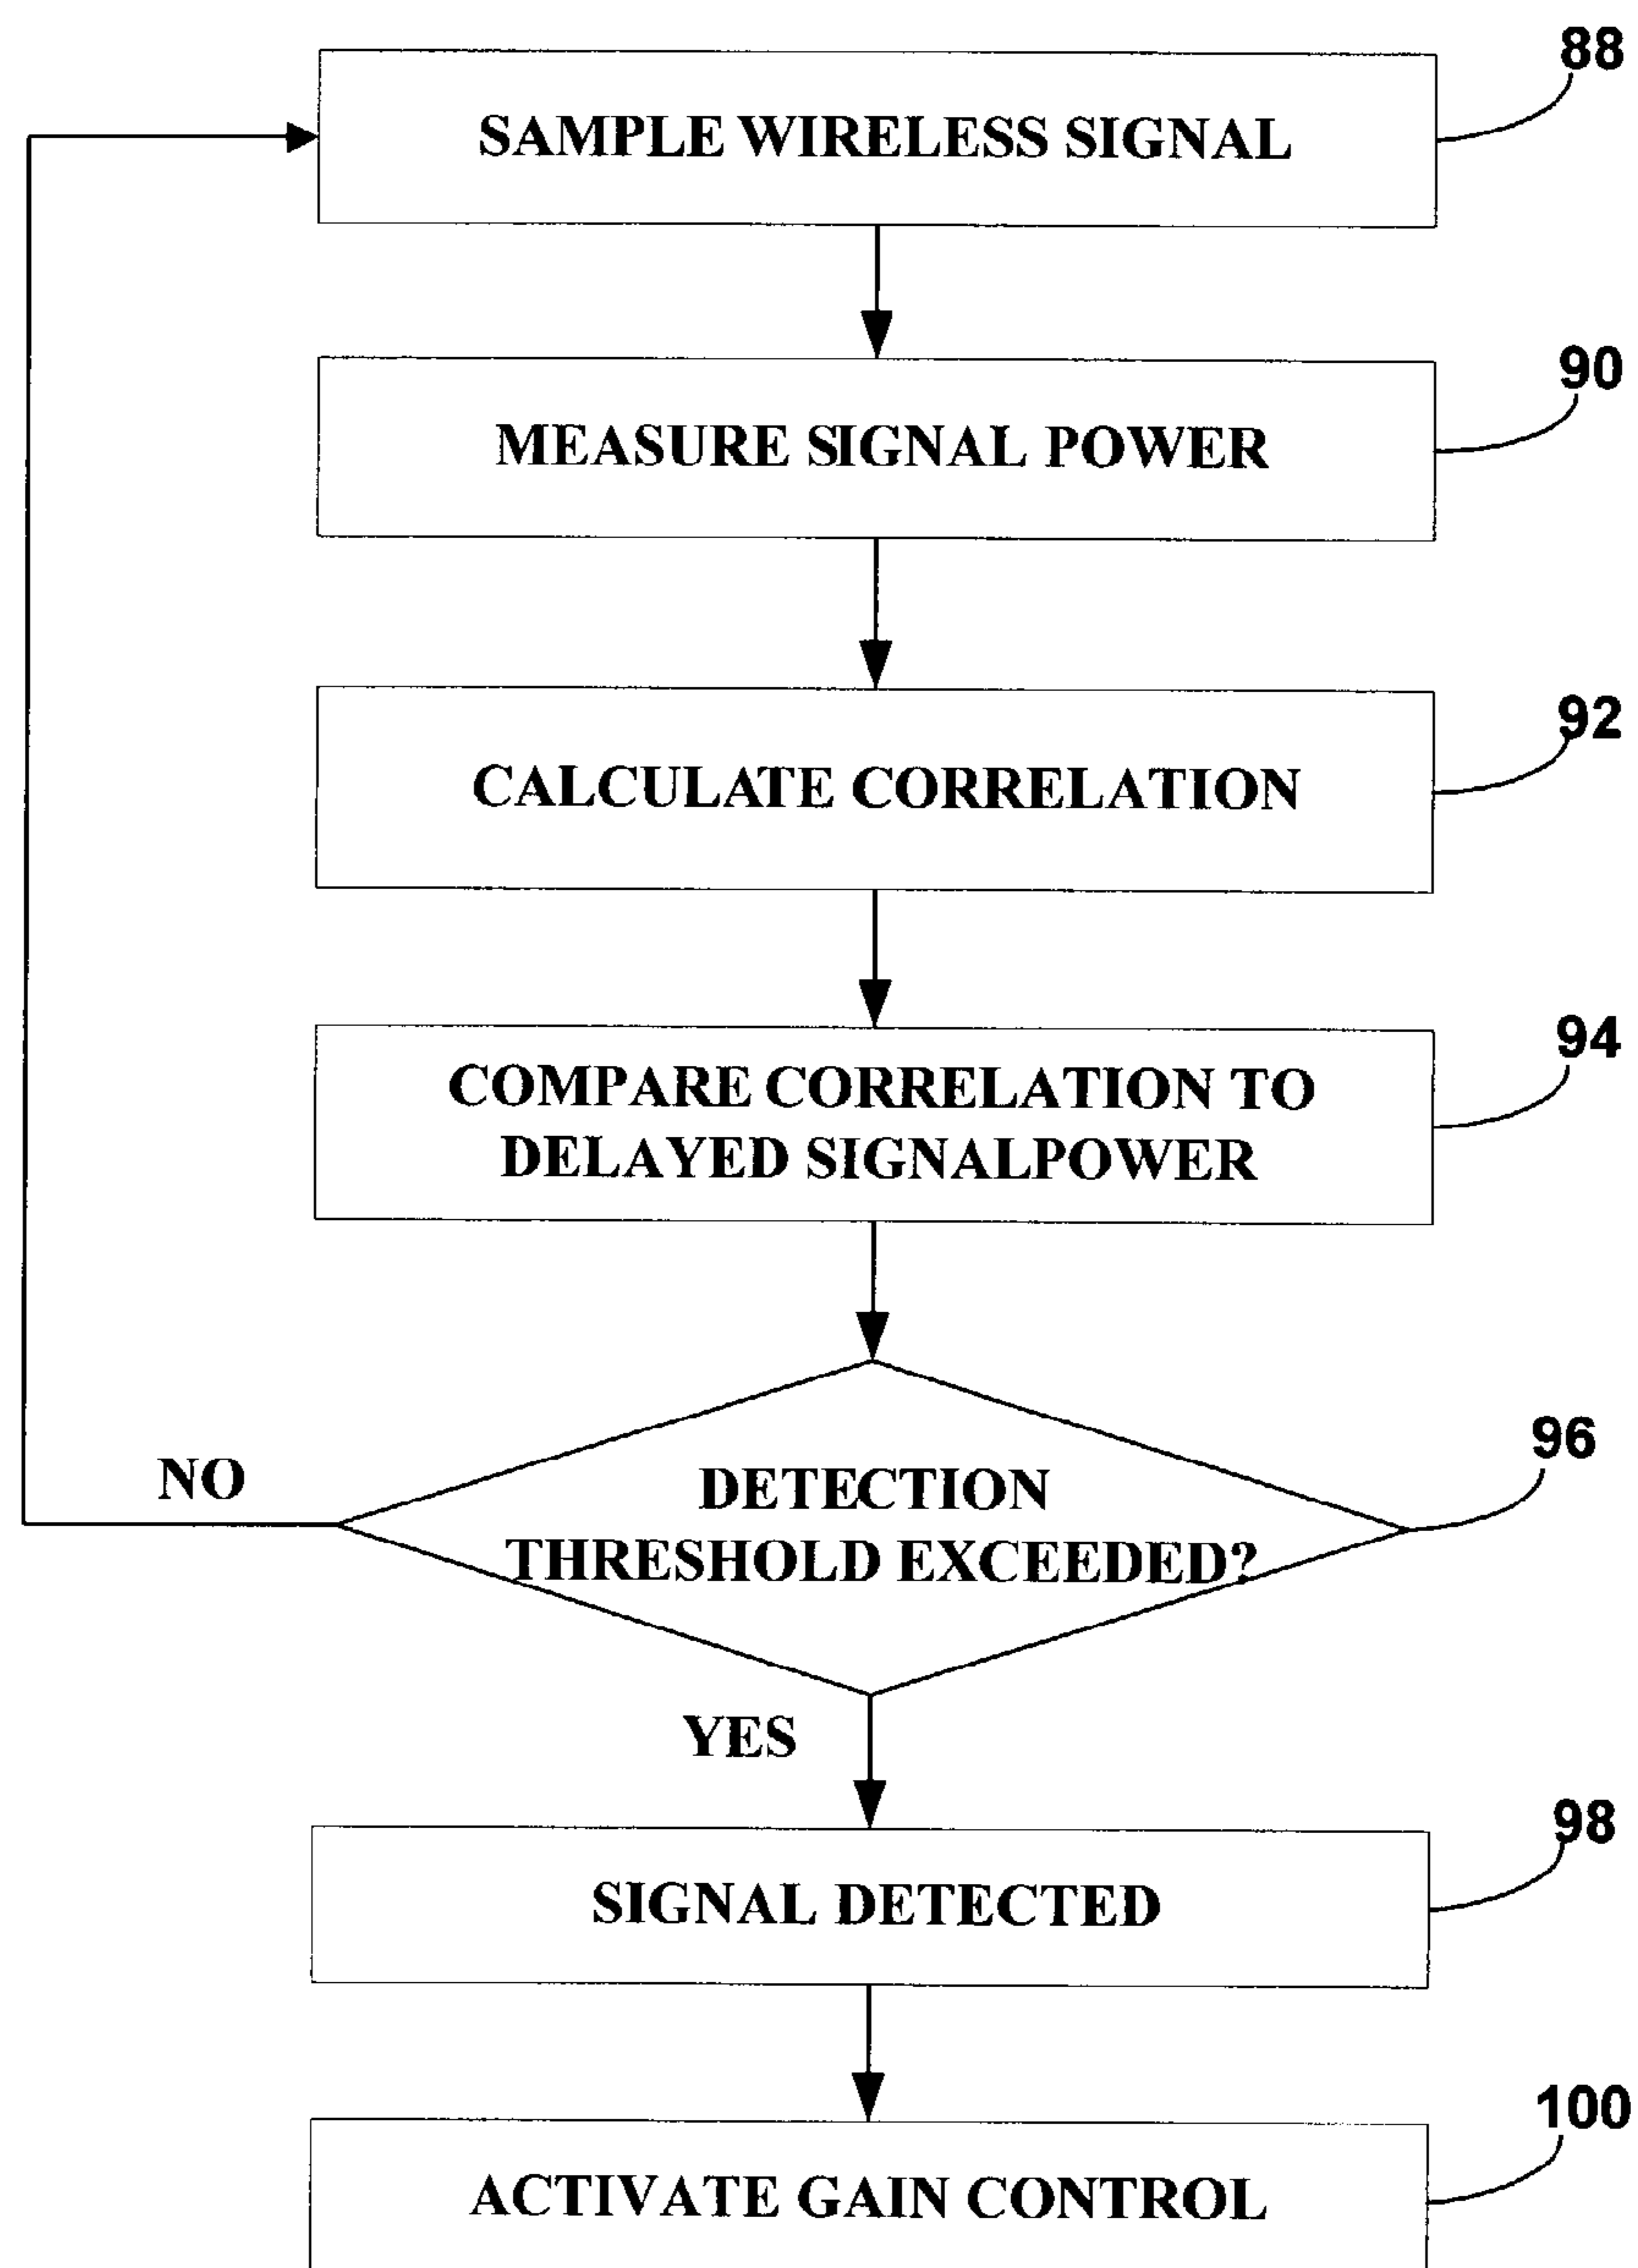 88
SAMPLE WIRELESS SIGNAL
90
MEASURE SIGNAL POWER
92
CALCULATE CORRELATION
94
COMPARE CORRELATION TO
DELAYED SIGNALPOWER
96
DETECTION
THRESHOLD EXCEEDED?
NO
YES
98
SIGNAL DETECTED
100
ACTIVATE GAIN CONTROL